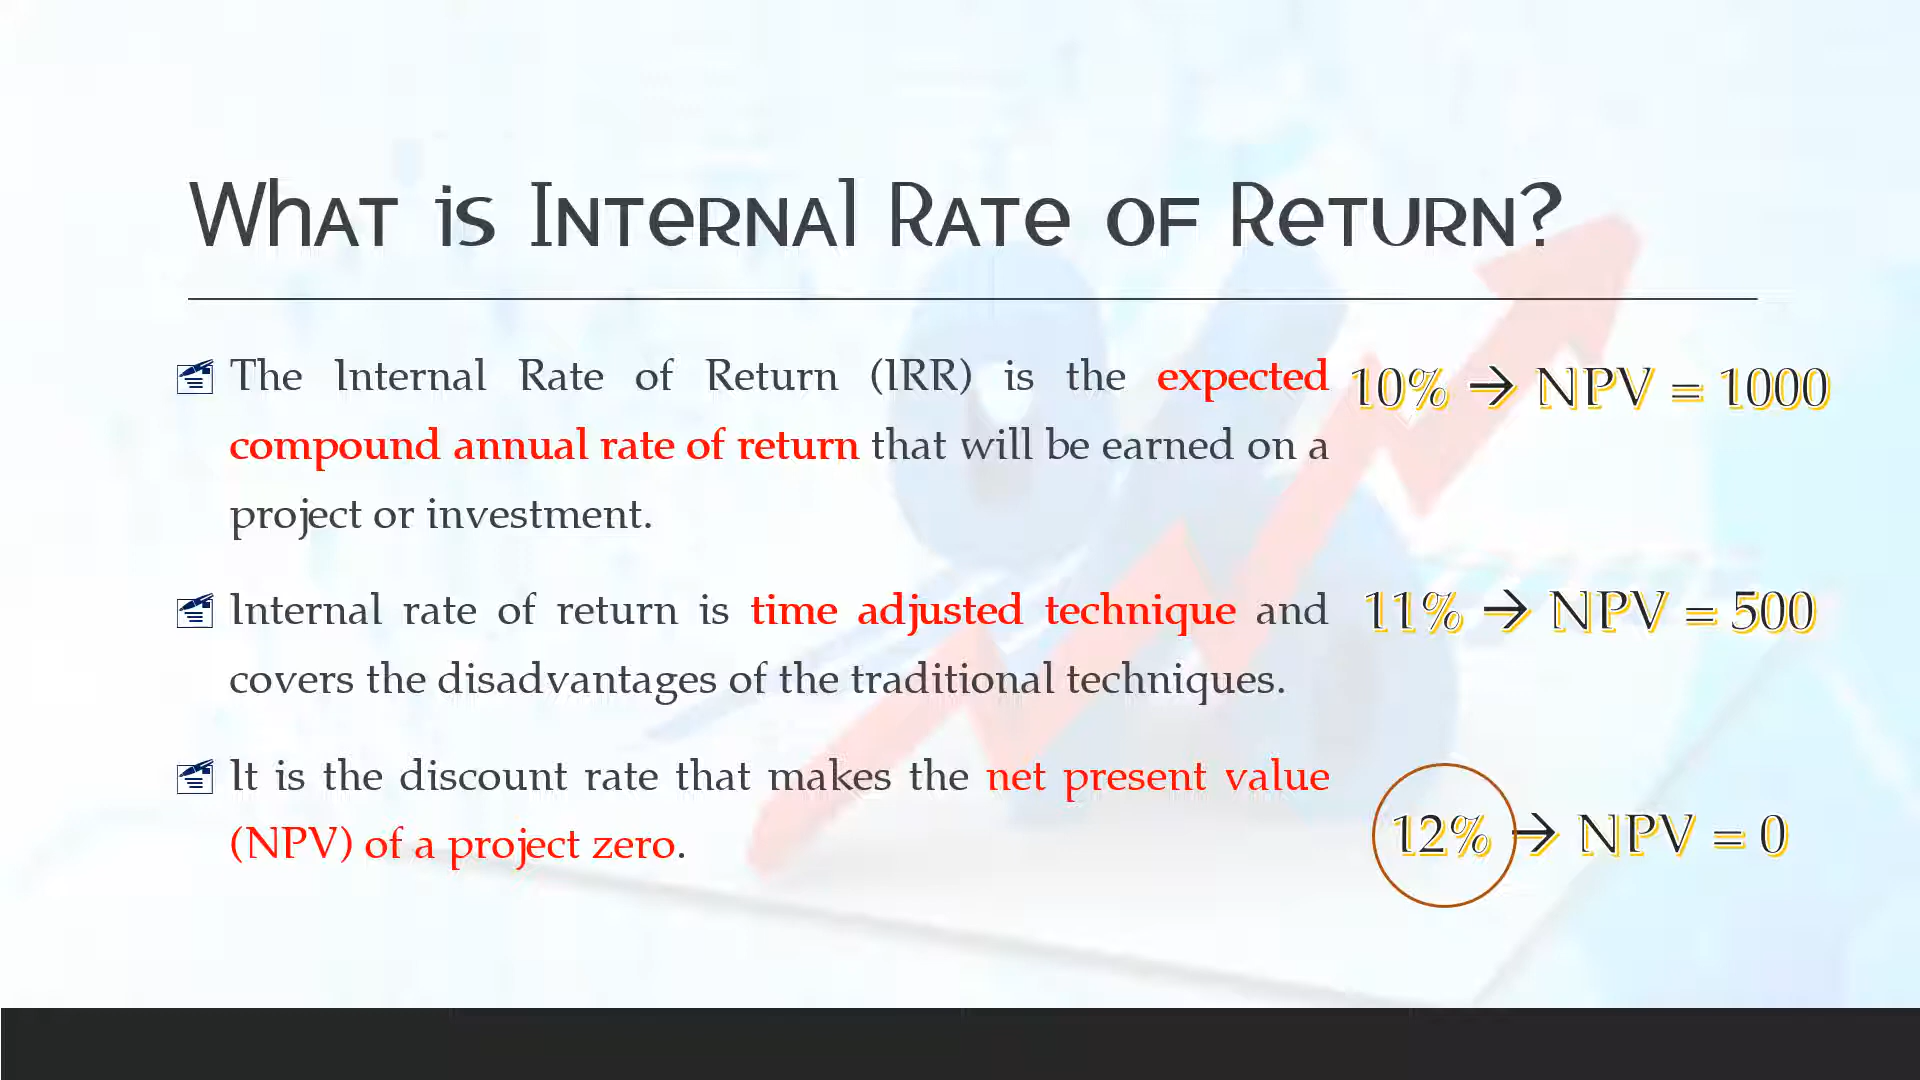 What is Internal Rate of Return?
The Internal Rate of Return (IRR) is the expected
compound annual rate of return that will be earned on a
project or investment.
Internal rate of return is time adjusted technique and
covers the disadvantages of the traditional techniques.
It is the discount rate that makes the net present value
(NPV) of a project zero.
10% → NPV = 1000
11% → NPV = 500
12% → NPV = 0